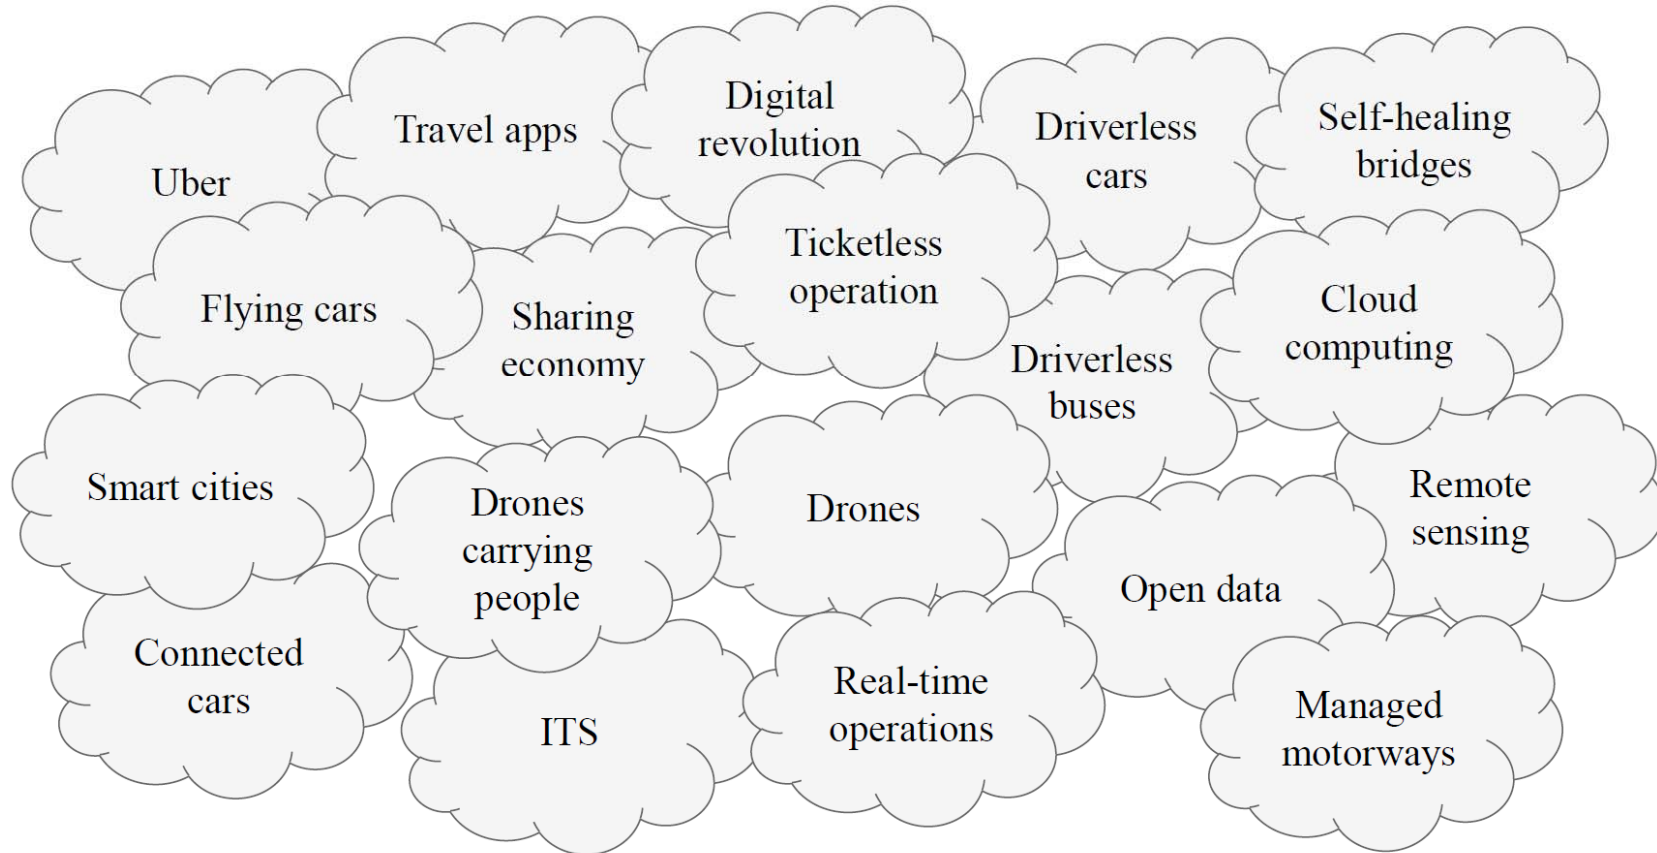 Uber
Travel apps
Digital
revolution
Driverless
cars
Self-healing
bridges
Flying cars
Sharing
economy
Ticketless
operation
Driverless
buses
Cloud
computing
Smart cities
Drones
carrying
people
Drones
Open data
Remote
sensing
Connected
cars
ITS
Real-time
operations
Managed
motorways